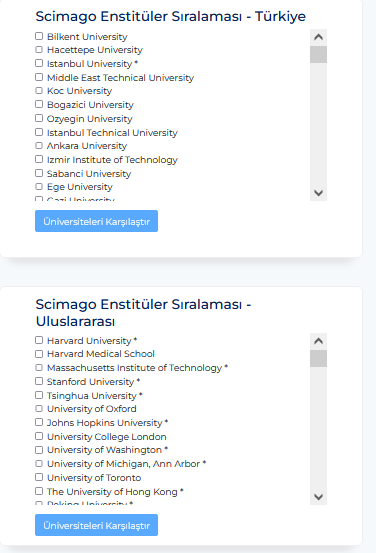 Scimago Enstitüler Sıralaması - Türkiye
Bilkent University
Hacettepe University
Istanbul University *
Middle East Technical University
Koc University
Bogazici University
Ozyegin University
Istanbul Technical University
Ankara University
Izmir Institute of Technology
Sabanci University
Ege University
Gazi University
Üniversiteleri Karşılaştır
Scimago Enstitüler Sıralaması -
Uluslararası
Harvard University *
Harvard Medical School
Massachusetts Institute of Technology *
Stanford University *
Tsinghua University *
University of Oxford
Johns Hopkins University *
University College London
University of Washington *
University of Michigan, Ann Arbor *
University of Toronto
The University of Hong Kong *
Peking University *
Üniversiteleri Karşılaştır